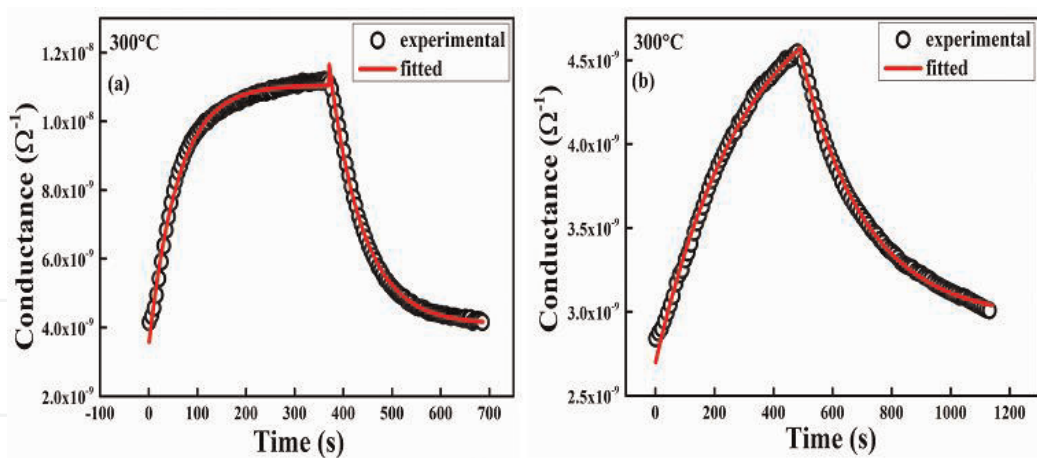 300°C
experimental
fitted
(a)
1.2x10⁻⁸
1.0x10⁻⁸
8.0x10⁻⁹
6.0x10⁻⁹
4.0x10⁻⁹
2.0x10⁻⁹
Conductance (Ω⁻¹)
-100 0 100 200 300 400 500 600 700
Time (s)
300°C
experimental
fitted
(b)
4.5x10⁻⁹
4.0x10⁻⁹
3.5x10⁻⁹
3.0x10⁻⁹
2.5x10⁻⁹
Conductance (Ω⁻¹)
0 200 400 600 800 1000 1200
Time (s)